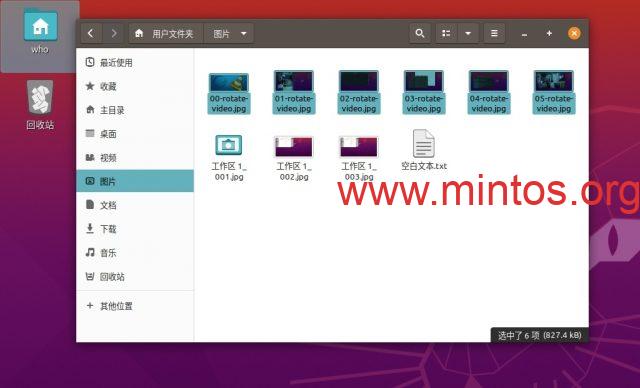 who
回收站
用户文件夹 图片
最近使用
收藏
主目录
桌面
视频
图片
文档
下载
音乐
回收站
其他位置
00-rotate-video.jpg
01-rotate-video.jpg
02-rotate-video.jpg
03-rotate-video.jpg
04-rotate-video.jpg
05-rotate-video.jpg
工作区 1_001.jpg
工作区 1_002.jpg
工作区 1_003.jpg
空白文本.txt
www.mintos.org
选中了 6 项 (827.4 kB)